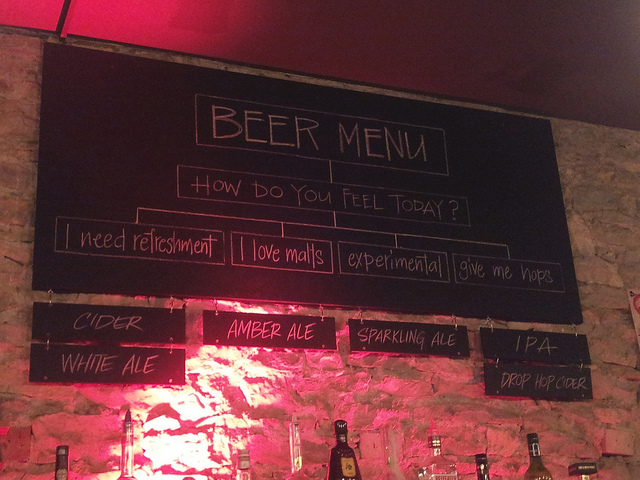 BEER MENU
HOW DO YOU FEEL TODAY?
I need refreshment
I love malts
experimental
give me hops
CIDER
AMBER ALE
SPARKLING ALE
IPA
WHITE ALE
DROP HOP CIDER